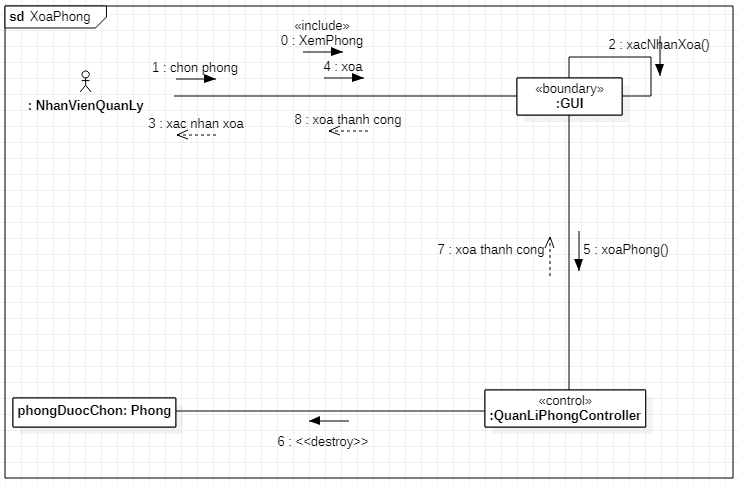 sd XoaPhong
«include»
0 : XemPhong
2 : xacNhanXoa()
1 : chon phong
4 : xoa
: NhanVienQuanLy
«boundary»
:GUI
3 : xac nhan xoa
8 : xoa thanh cong
7 : xoa thanh cong
5 : xoaPhong()
phongDuocChon: Phong
«control»
:QuanLiPhongController
6 : <<destroy>>